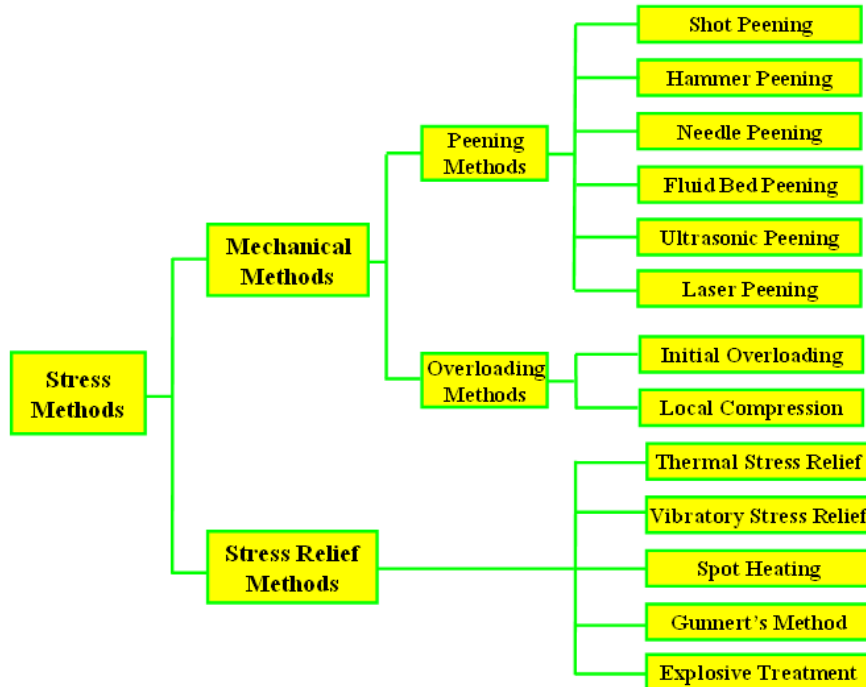 Shot Peening
Hammer Peening
Needle Peening
Peening
Methods
Fluid Bed Peening
Ultrasonic Peening
Mechanical
Methods
Laser Peening
Initial Overloading
Overloading
Methods
Local Compression
Stress
Methods
Thermal Stress Relief
Vibratory Stress Relief
Stress Relief
Methods
Spot Heating
Gunnert's Method
Explosive Treatment